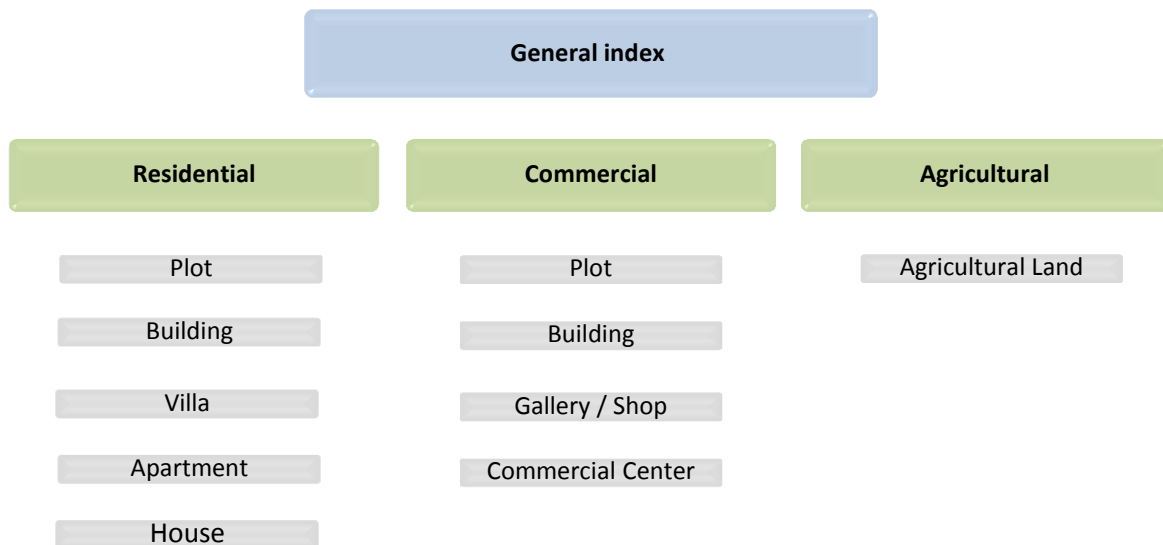 General index
Residential
Commercial
Agricultural
Plot
Plot
Agricultural Land
Building
Building
Villa
Gallery / Shop
Apartment
Commercial Center
House